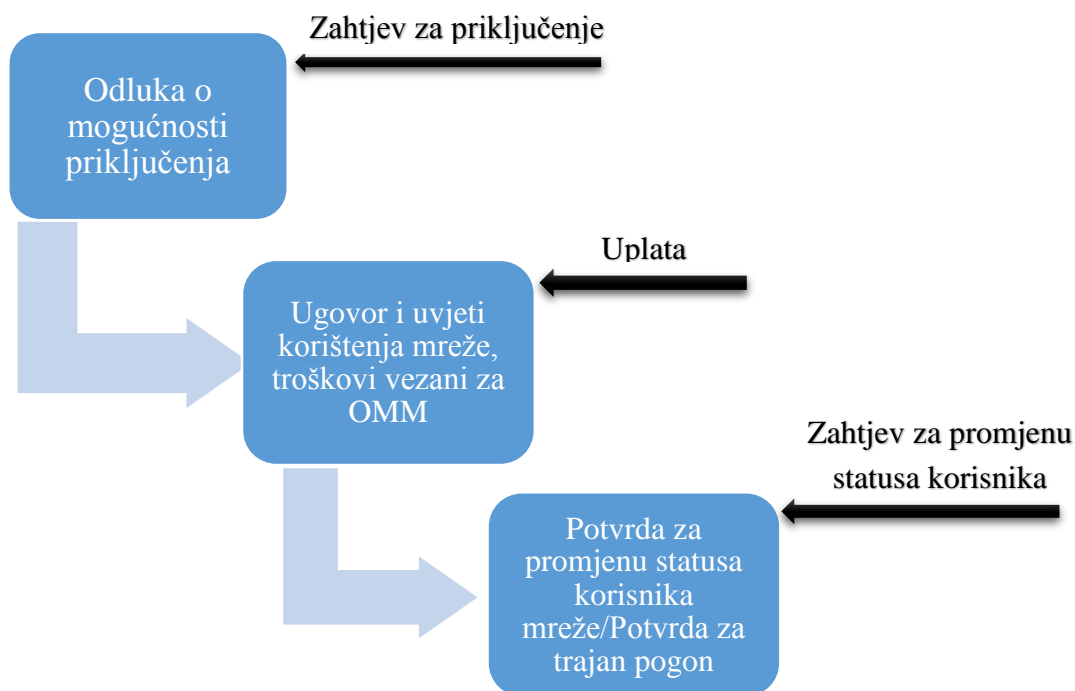 Zahtjev za priključenje
Odluka o
mogućnosti
priključenja
Uplata
Ugovor i uvjeti
korištenja mreže,
troškovi vezani za
OMM
Zahtjev za promjenu
statusa korisnika
Potvrda za
promjenu statusa
korisnika
mreže/Potvrda za
trajan pogon